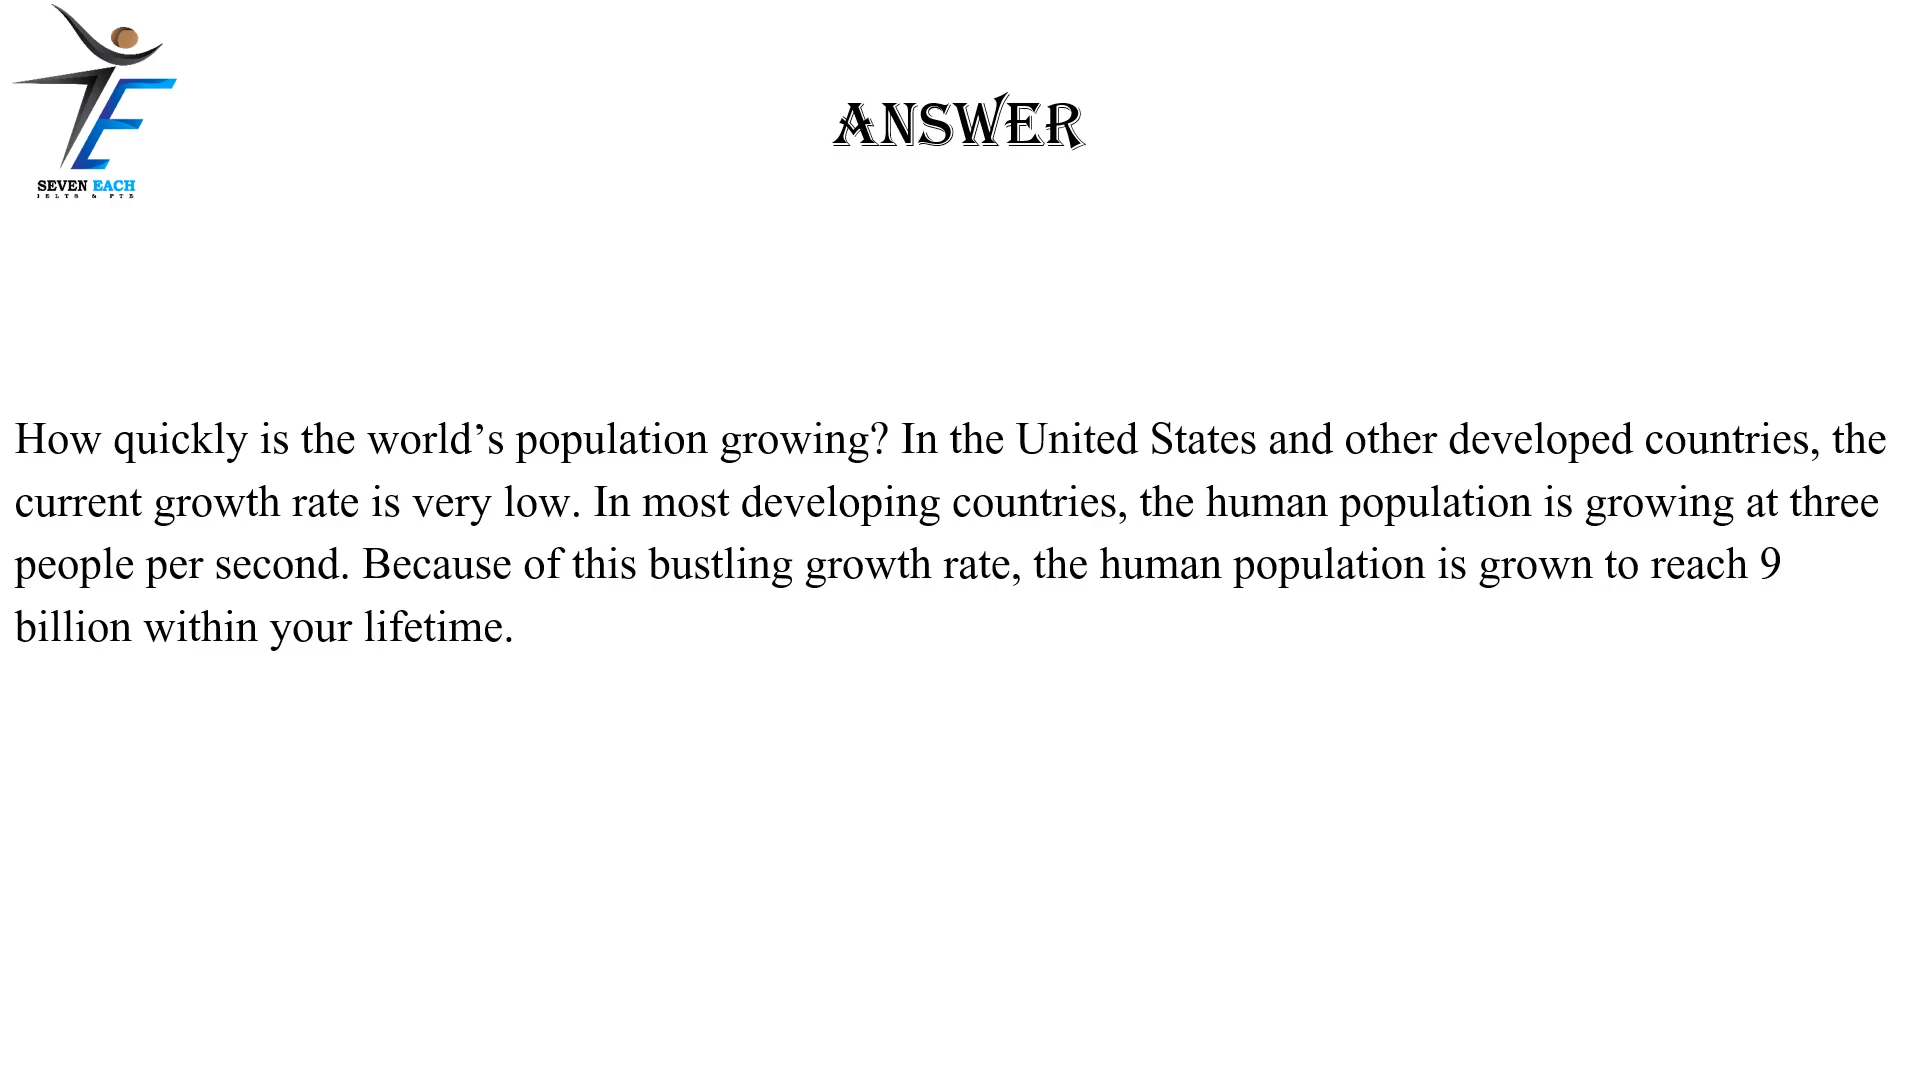 SEVEN EACH
IELTS & PTE
ANSWER
How quickly is the world’s population growing? In the United States and other developed countries, the
current growth rate is very low. In most developing countries, the human population is growing at three
people per second. Because of this bustling growth rate, the human population is grown to reach 9
billion within your lifetime.